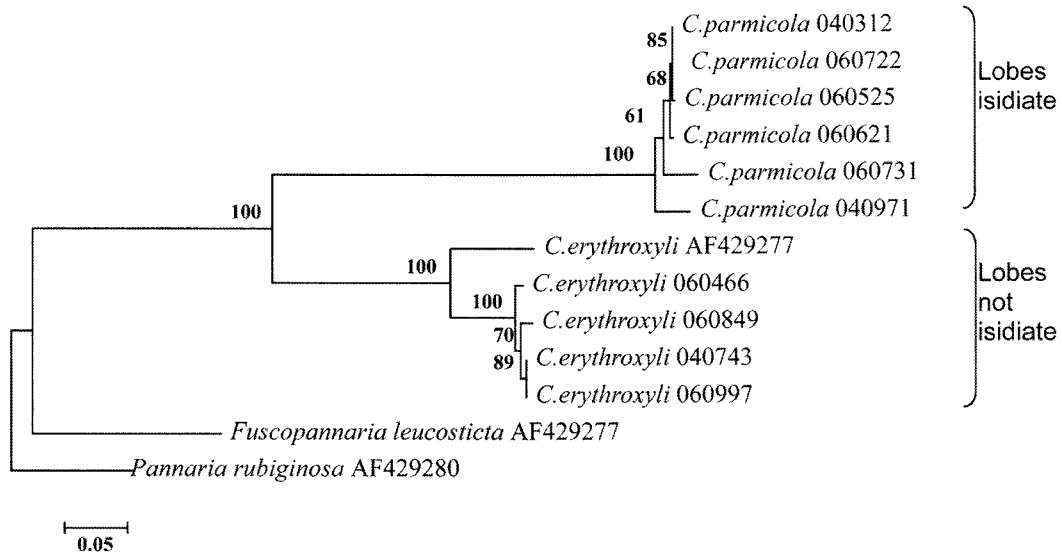 C.parmicola 040312
85
C.parmicola 060722
68
C.parmicola 060525
61
C.parmicola 060621
100
C.parmicola 060731
C.parmicola 040971
Lobes
isidiate
100
C.erythroxyli AF429277
100
C.erythroxyli 060466
100
C.erythroxyli 060849
70
C.erythroxyli 040743
89
C.erythroxyli 060997
Lobes
not
isidiate
Fuscopannaria leucosticta AF429277
Pannaria rubiginosa AF429280
0.05